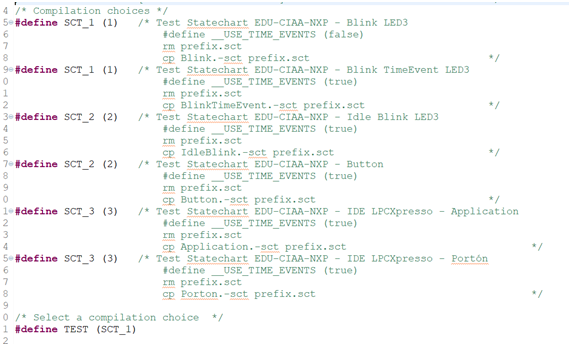 4 /* Compilation choices */
5 #define SCT_1 (1) /* Test Statechart EDU-CIAA-NXP - Blink LED3
6 #define __USE_TIME_EVENTS (false)
7 rm prefix.sct
8 cp Blink.-sct prefix.sct */
9 #define SCT_1 (1) /* Test Statechart EDU-CIAA-NXP - Blink TimeEvent LED3
0 #define __USE_TIME_EVENTS (true)
1 rm prefix.sct
2 cp BlinkTimeEvent.-sct prefix.sct */
3 #define SCT_2 (2) /* Test Statechart EDU-CIAA-NXP - Idle Blink LED3
4 #define __USE_TIME_EVENTS (true)
5 rm prefix.sct
6 cp IdleBlink.-sct prefix.sct */
7 #define SCT_2 (2) /* Test Statechart EDU-CIAA-NXP - Button
8 #define __USE_TIME_EVENTS (true)
9 rm prefix.sct
0 cp Button.-sct prefix.sct */
1 #define SCT_3 (3) /* Test Statechart EDU-CIAA-NXP - IDE LPCXpresso - Application
2 #define __USE_TIME_EVENTS (true)
3 rm prefix.sct
4 cp Application.-sct prefix.sct */
5 #define SCT_3 (3) /* Test Statechart EDU-CIAA-NXP - IDE LPCXpresso - Portón
6 #define __USE_TIME_EVENTS (true)
7 rm prefix.sct
8 cp Porton.-sct prefix.sct */
9
0 /* Select a compilation choice */
1 #define TEST (SCT_1)
2